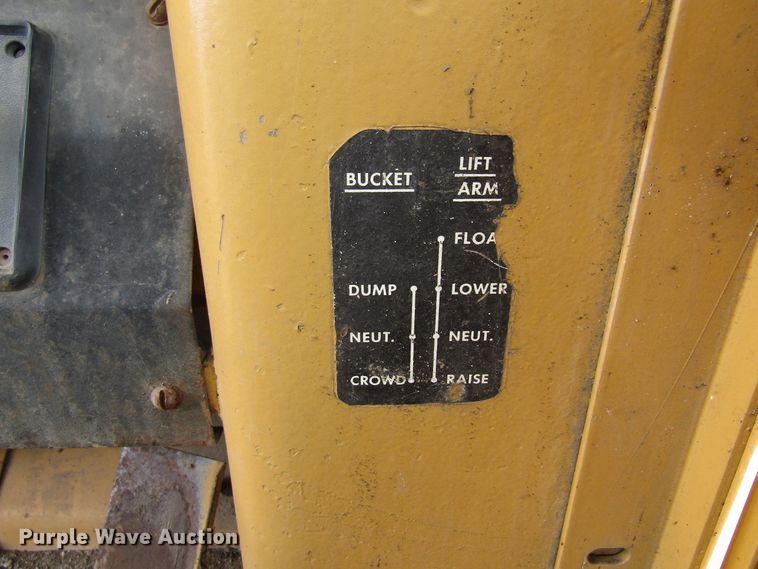 BUCKET
LIFT
ARM
FLOA
DUMP LOWER
NEUT. NEUT.
CROWD RAISE
Purple Wave Auction